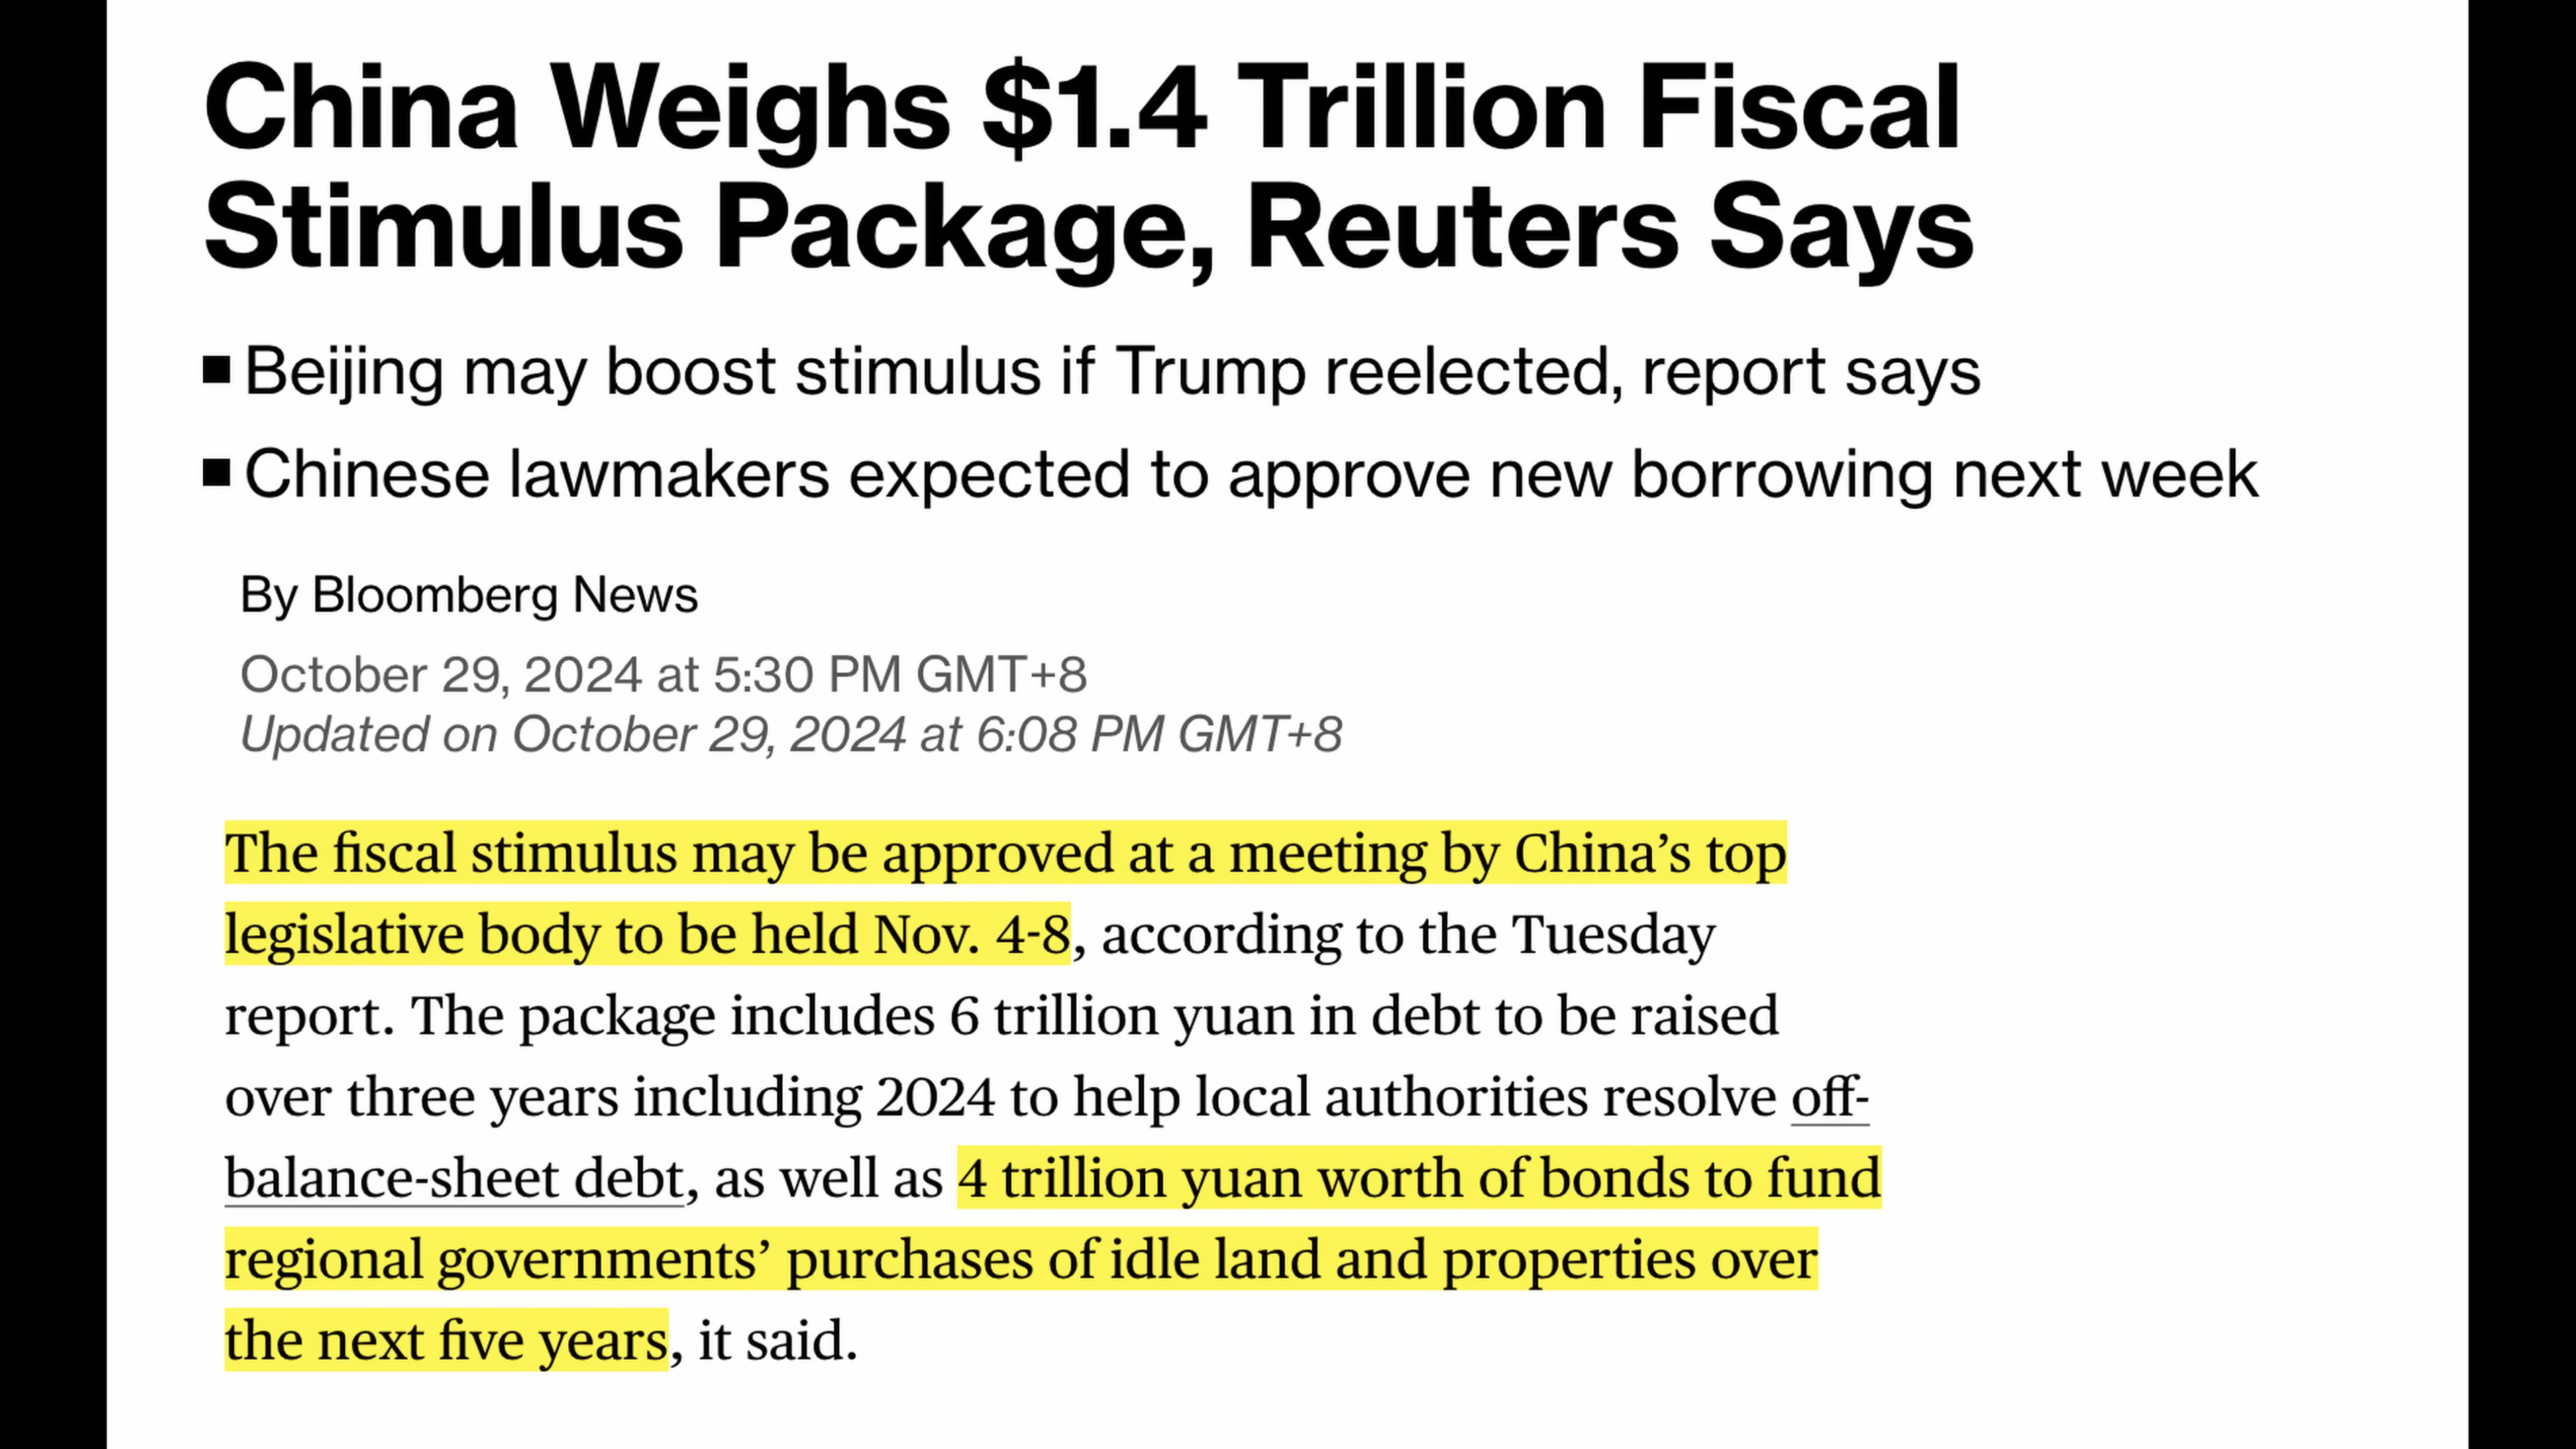 China Weighs $1.4 Trillion Fiscal
Stimulus Package, Reuters Says
■ Beijing may boost stimulus if Trump reelected, report says
■ Chinese lawmakers expected to approve new borrowing next week
By Bloomberg News
October 29, 2024 at 5:30 PM GMT+8
Updated on October 29, 2024 at 6:08 PM GMT+8
The fiscal stimulus may be approved at a meeting by China’s top
legislative body to be held Nov. 4-8, according to the Tuesday
report. The package includes 6 trillion yuan in debt to be raised
over three years including 2024 to help local authorities resolve off-
balance-sheet debt, as well as 4 trillion yuan worth of bonds to fund
regional governments’ purchases of idle land and properties over
the next five years, it said.